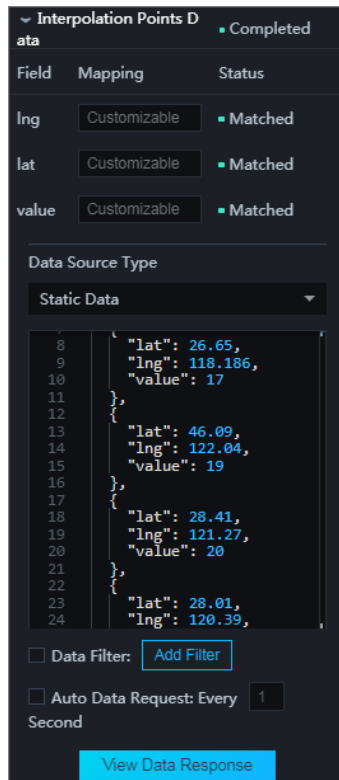 Interpolation Points D
ata
Completed
Field Mapping Status
lng Customizable Matched
lat Customizable Matched
value Customizable Matched
Data Source Type
Static Data
{
8 "lat": 26.65,
9 "lng": 118.186,
10 "value": 17
11 },
12 {
13 "lat": 46.09,
14 "lng": 122.04,
15 "value": 19
16 },
17 {
18 "lat": 28.41,
19 "lng": 121.27,
20 "value": 20
21 },
22 {
23 "lat": 28.01,
24 "lng": 120.39,
Data Filter: Add Filter
Auto Data Request: Every 1
Second
View Data Response